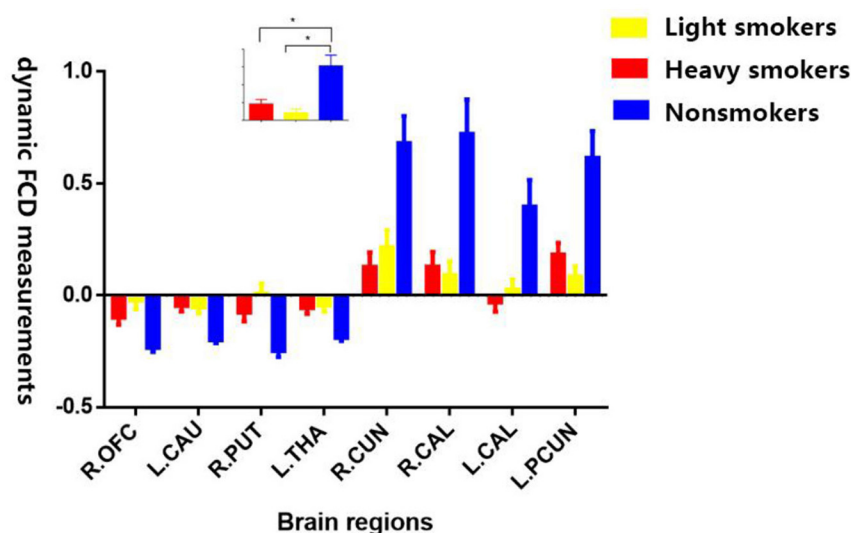 Light smokers
Heavy smokers
Nonsmokers
*
*
dynamic FCD measurements
1.0
0.5
0.0
-0.5
R.OFC
L.CAU
R.PUT
L.THA
R.CUN
R.CAL
L.CAL
L.PCUN
Brain regions